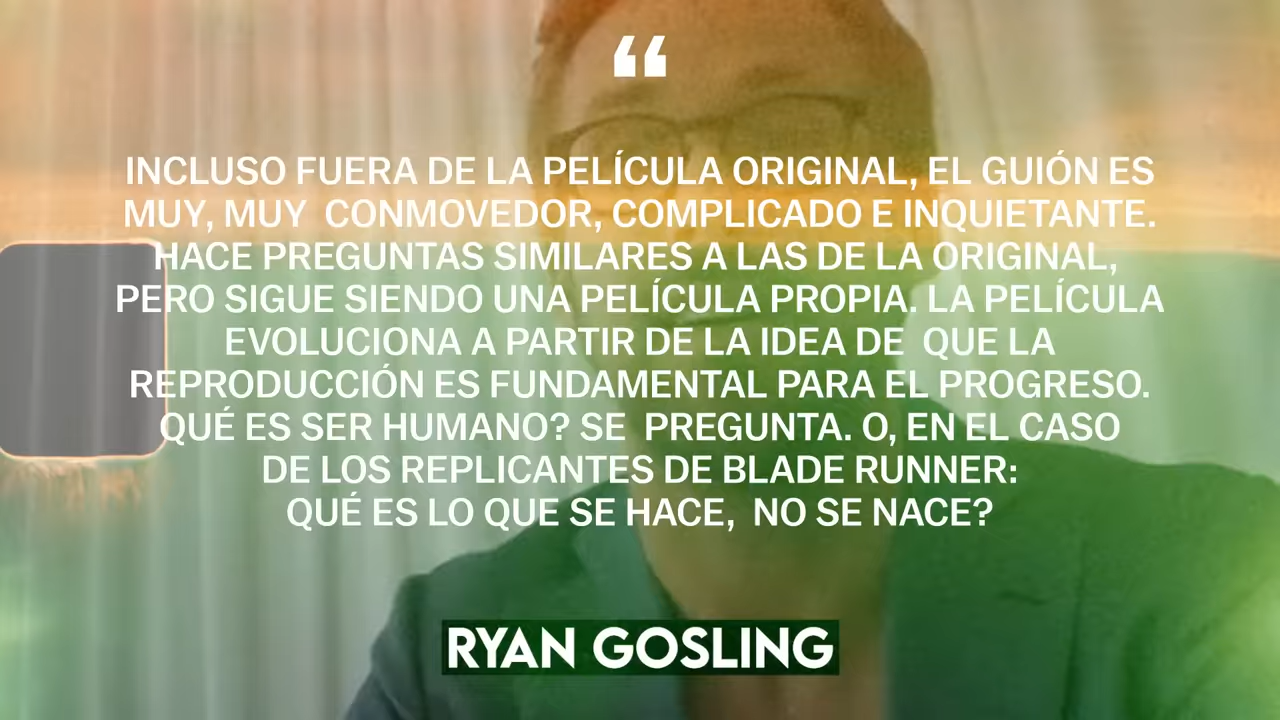 “
INCLUSO FUERA DE LA PELÍCULA ORIGINAL, EL GUIÓN ES
MUY, MUY CONMOVEDOR, COMPLICADO E INQUIETANTE.
HACE PREGUNTAS SIMILARES A LAS DE LA ORIGINAL,
PERO SIGUE SIENDO UNA PELÍCULA PROPIA. LA PELÍCULA
EVOLUCIONA A PARTIR DE LA IDEA DE QUE LA
REPRODUCCIÓN ES FUNDAMENTAL PARA EL PROGRESO.
QUÉ ES SER HUMANO? SE PREGUNTA. O, EN EL CASO
DE LOS REPLICANTES DE BLADE RUNNER:
QUÉ ES LO QUE SE HACE, NO SE NACE?
RYAN GOSLING